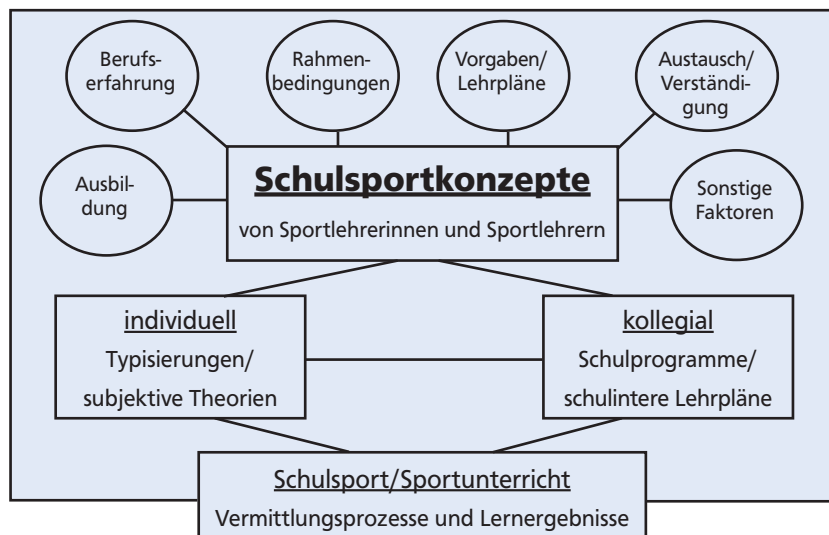 Berufs-
erfahrung
Rahmen-
bedingungen
Vorgaben/
Lehrpläne
Austausch/
Verständi-
gung
Ausbil-
dung
Schulsportkonzepte
von Sportlehrerinnen und Sportlehrern
Sonstige
Faktoren
individuell
Typisierungen/
subjektive Theorien
kollegial
Schulprogramme/
schulintere Lehrpläne
Schulsport/Sportunterricht
Vermittlungsprozesse und Lernergebnisse